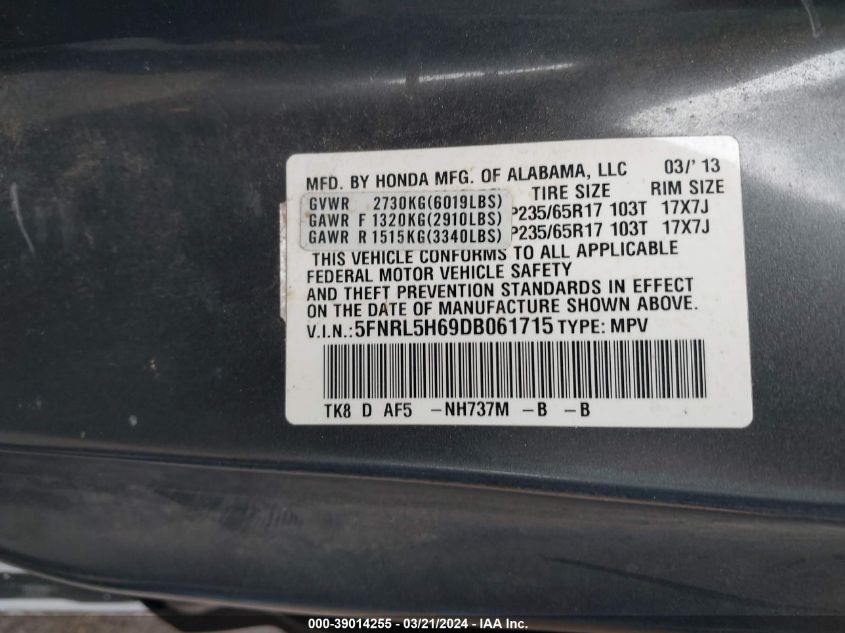 MFD. BY HONDA MFG. OF ALABAMA, LLC 03/'13
TIRE SIZE RIM SIZE
GVWR 2730KG(6019LBS)
GAWR F 1320KG(2910LBS) P235/65R17 103T 17X7J
GAWR R 1515KG(3340LBS) P235/65R17 103T 17X7J
THIS VEHICLE CONFORMS TO ALL APPLICABLE
FEDERAL MOTOR VEHICLE SAFETY
AND THEFT PREVENTION STANDARDS IN EFFECT
ON THE DATE OF MANUFACTURE SHOWN ABOVE.
V.I.N.: 5FNRL5H69DB061715 TYPE: MPV
TK8 D AF5 -NH737M -B -B
000-39014255 - 03/21/2024 - IAA Inc.